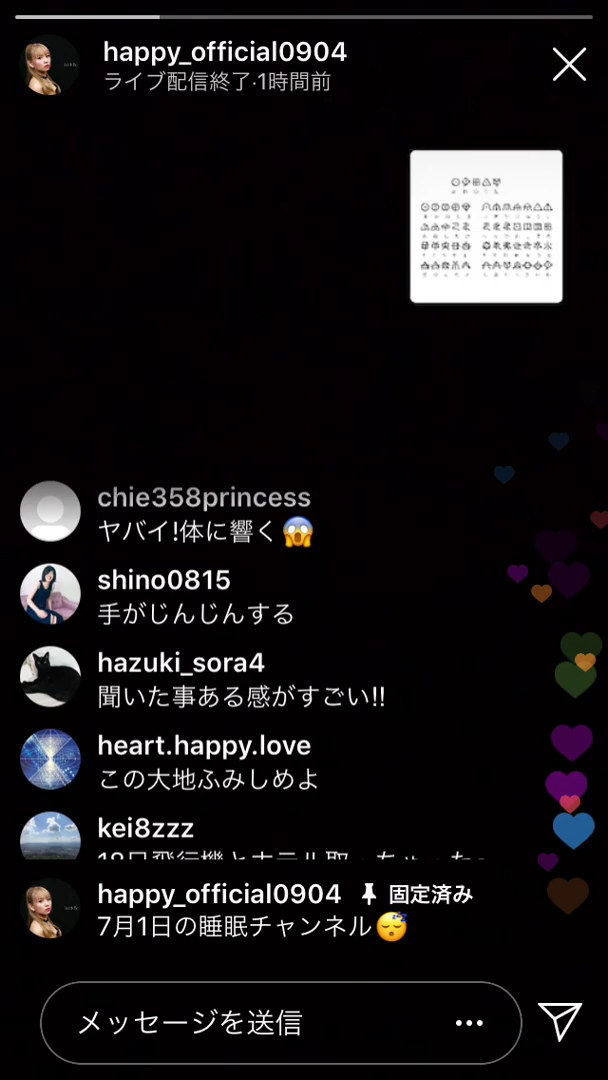 happy_official0904
ライブ配信終了·1時間前
chie358princess
ヤバイ!体に響く😱
shino0815
手がじんじんする
hazuki_sora4
聞いた事ある感がすごい!!
heart.happy.love
この大地ふみしめよ
kei8zzz
happy_official0904 固定済み
7月1日の睡眠チャンネル😴
メッセージを送信